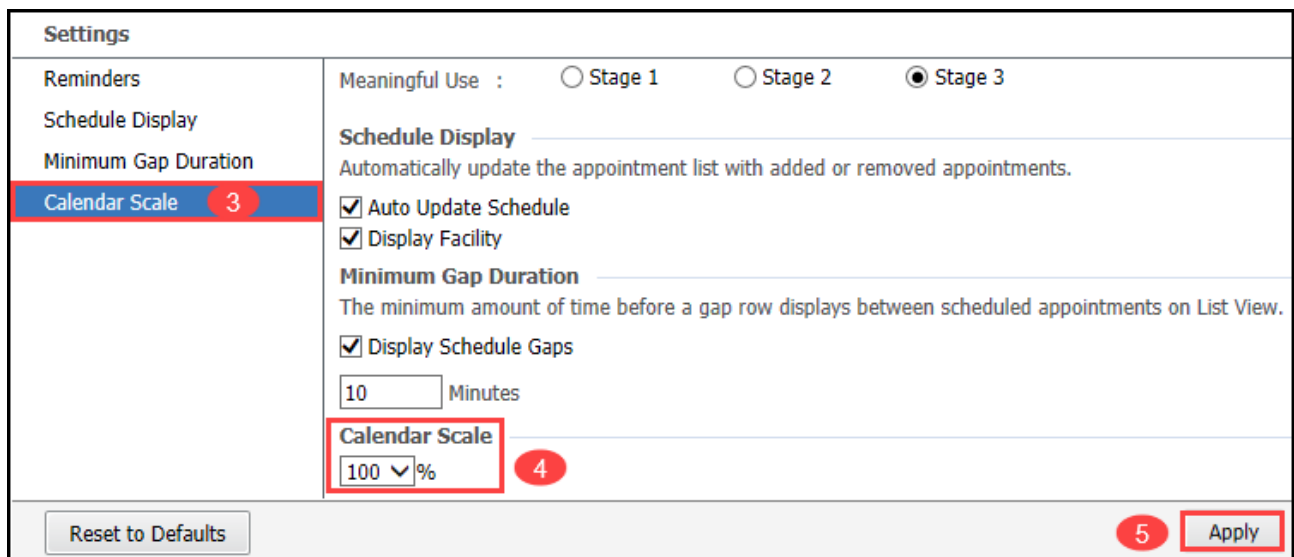 Settings
Reminders
Schedule Display
Minimum Gap Duration
Calendar Scale 3
Meaningful Use : Stage 1 Stage 2 Stage 3
Schedule Display
Automatically update the appointment list with added or removed appointments.
Auto Update Schedule
Display Facility
Minimum Gap Duration
The minimum amount of time before a gap row displays between scheduled appointments on List View.
Display Schedule Gaps
10 Minutes
Calendar Scale
100 %
4
Reset to Defaults
5 Apply